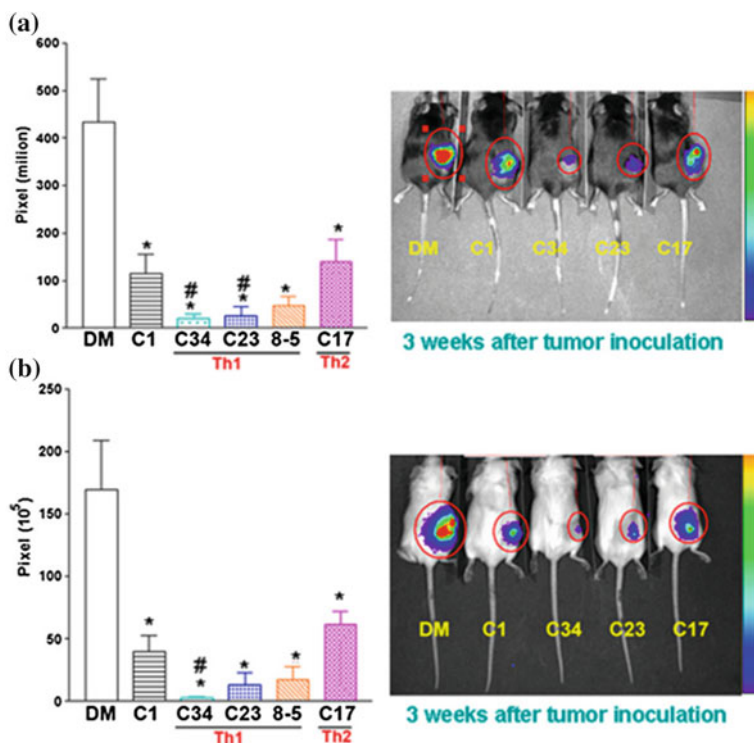 (a)
600
500
400
300
200
100
0
Pixel (milion)
*
#
*
#
*
*
*
DM C1 C34 C23 8-5 C17
Th1 Th2
DM C1 C34 C23 C17
3 weeks after tumor inoculation
(b)
250
200
150
100
50
0
Pixel (10^5)
*
#
*
*
*
*
DM C1 C34 C23 8-5 C17
Th1 Th2
DM C1 C34 C23 C17
3 weeks after tumor inoculation